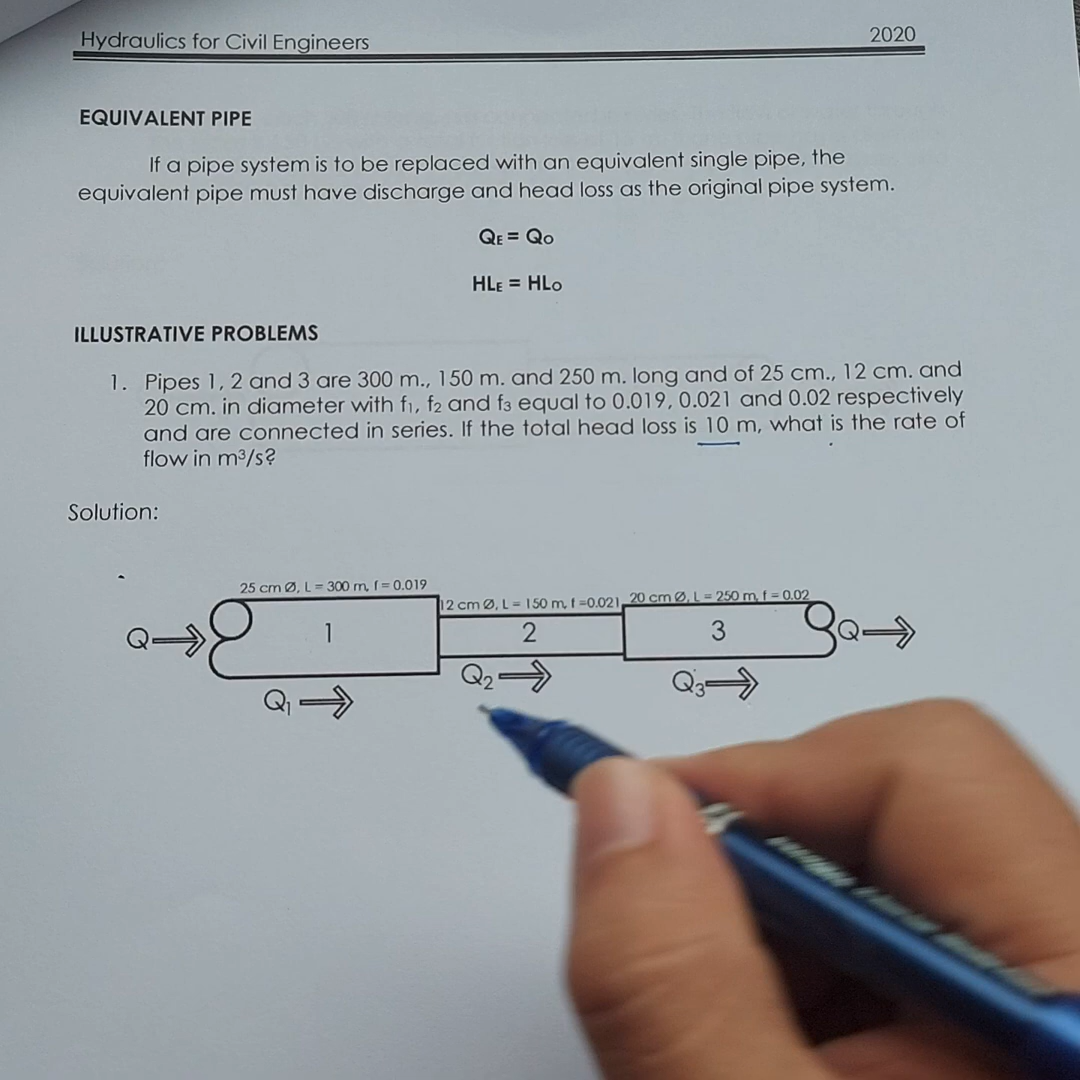 Hydraulics for Civil Engineers 2020
EQUIVALENT PIPE
If a pipe system is to be replaced with an equivalent single pipe, the
equivalent pipe must have discharge and head loss as the original pipe system.
QE = QO
HLE = HLO
ILLUSTRATIVE PROBLEMS
1. Pipes 1, 2 and 3 are 300 m., 150 m. and 250 m. long and of 25 cm., 12 cm. and
20 cm. in diameter with f1, f2 and f3 equal to 0.019, 0.021 and 0.02 respectively
and are connected in series. If the total head loss is 10 m, what is the rate of
flow in m³/s?
Solution:
25 cm Ø, L = 300 m, f = 0.019
12 cm Ø, L = 150 m, f =0.021
20 cm Ø, L = 250 m, f = 0.02
Q 1 2 3 Q
Q1 Q2 Q3